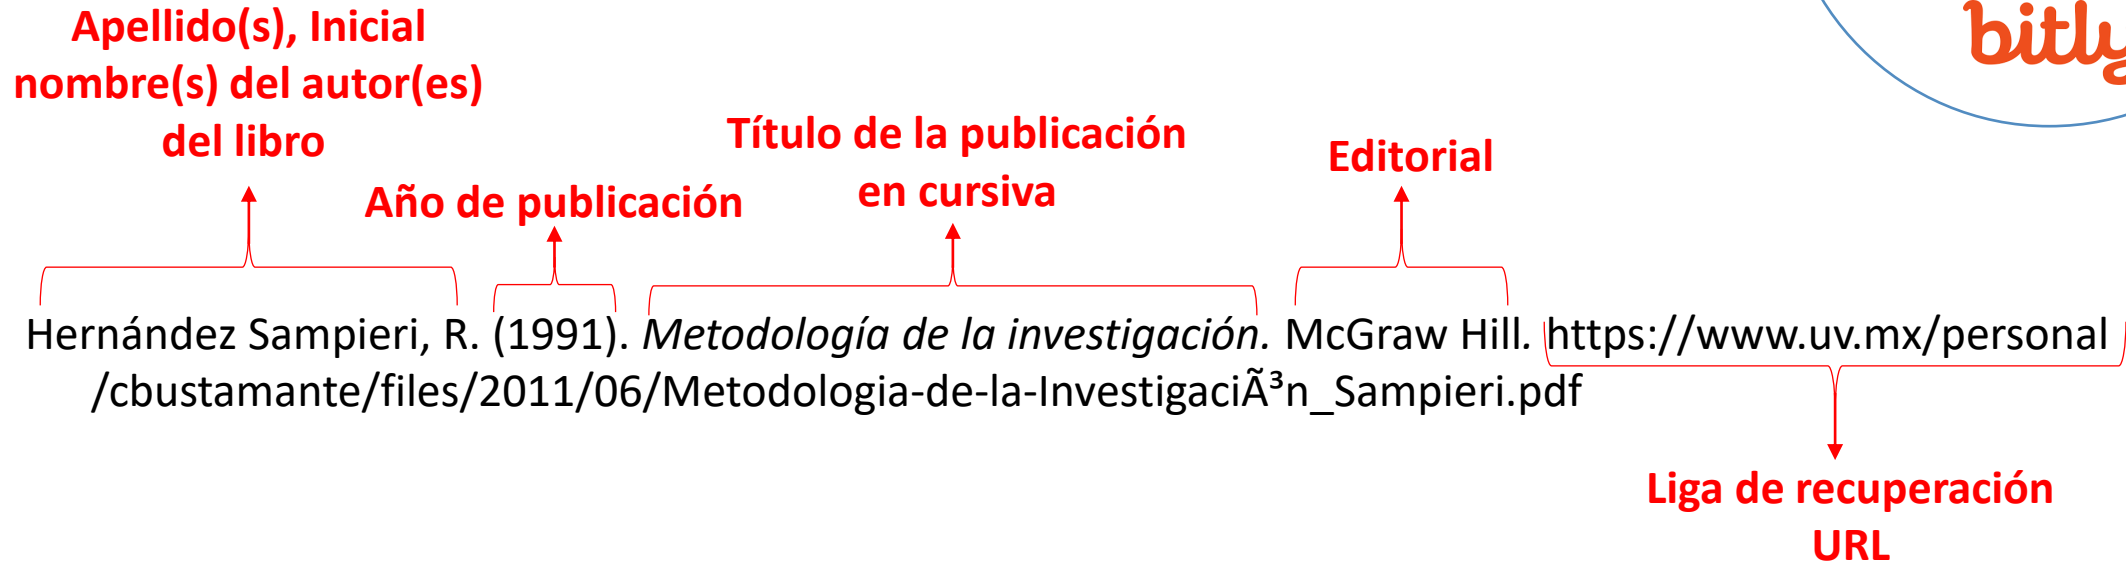 Apellido(s), Inicial
nombre(s) del autor(es)
del libro
Año de publicación
Título de la publicación
en cursiva
Editorial
bitly
Hernández Sampieri, R. (1991). Metodología de la investigación. McGraw Hill. https://www.uv.mx/personal
/cbustamante/files/2011/06/Metodologia-de-la-InvestigaciÃ³n_Sampieri.pdf
Liga de recuperación
URL